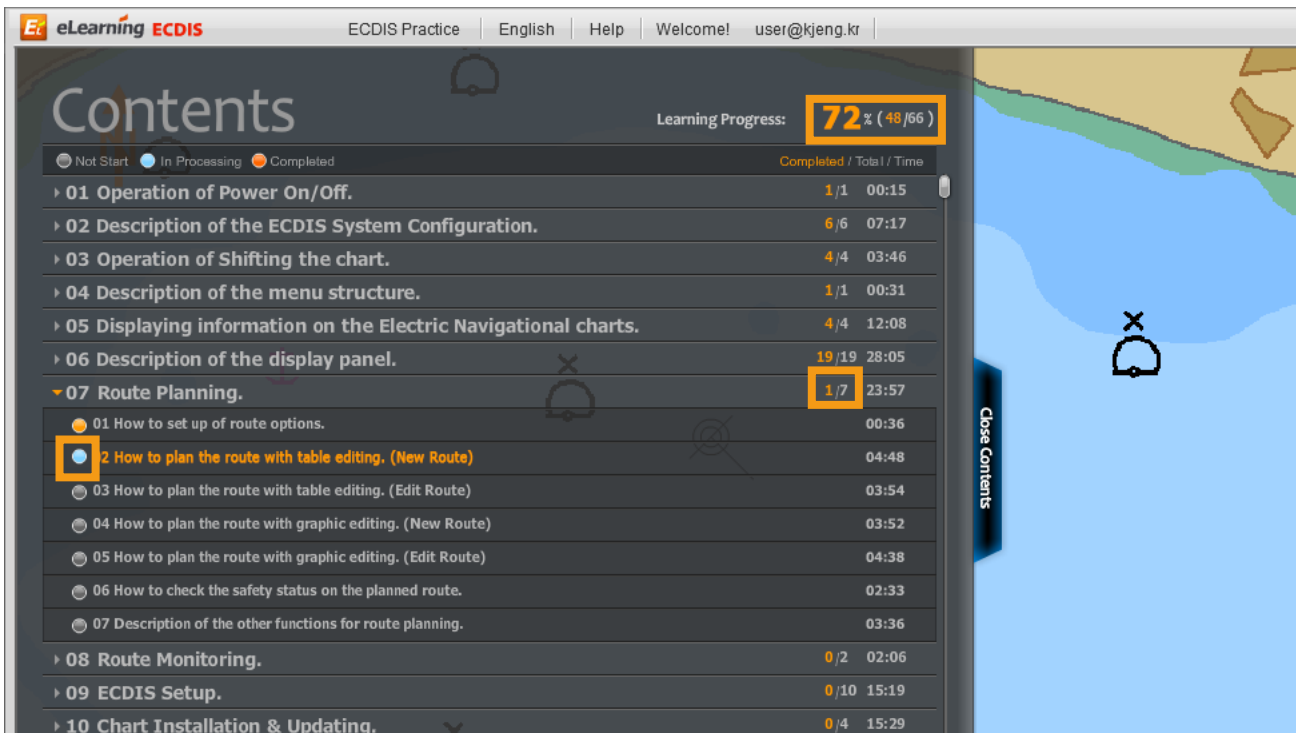 eLearning ECDIS ECDIS Practice English Help Welcome! user@kjeng.kr
Contents
Learning Progress: 72 % ( 48 /66 )
Not Start In Processing Completed Completed / Total / Time
01 Operation of Power On/Off. 1 /1 00:15
02 Description of the ECDIS System Configuration. 6 /6 07:17
03 Operation of Shifting the chart. 4 /4 03:46
04 Description of the menu structure. 1 /1 00:31
05 Displaying information on the Electric Navigational charts. 4 /4 12:08
06 Description of the display panel. 19 /19 28:05
07 Route Planning. 1 /7 23:57
01 How to set up of route options. 00:36
02 How to plan the route with table editing. (New Route) 04:48
03 How to plan the route with table editing. (Edit Route) 03:54
04 How to plan the route with graphic editing. (New Route) 03:52
05 How to plan the route with graphic editing. (Edit Route) 04:38
06 How to check the safety status on the planned route. 02:33
07 Description of the other functions for route planning. 03:36
08 Route Monitoring. 0 /2 02:06
09 ECDIS Setup. 0 /10 15:19
10 Chart Installation & Updating. 0 /4 15:29
Close Contents